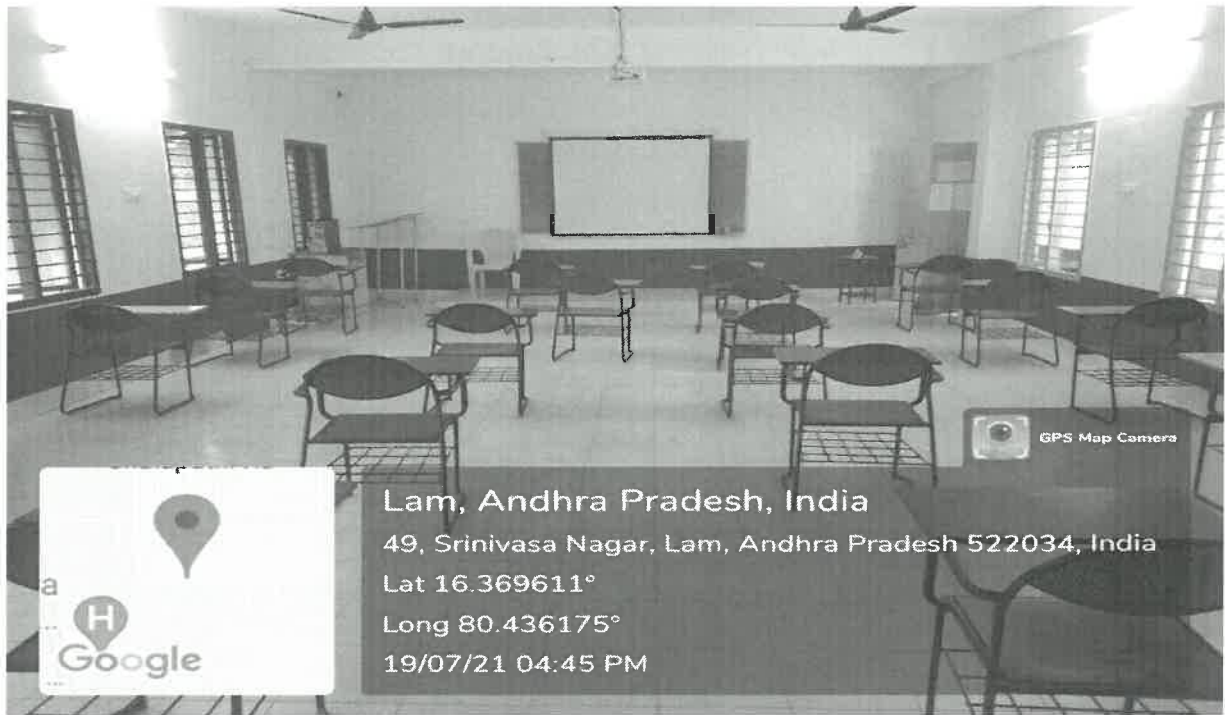 GPS Map Camera
Lam, Andhra Pradesh, India
49, Srinivasa Nagar, Lam, Andhra Pradesh 522034, India
Lat 16.369611°
Long 80.436175°
19/07/21 04:45 PM
a
H
Google